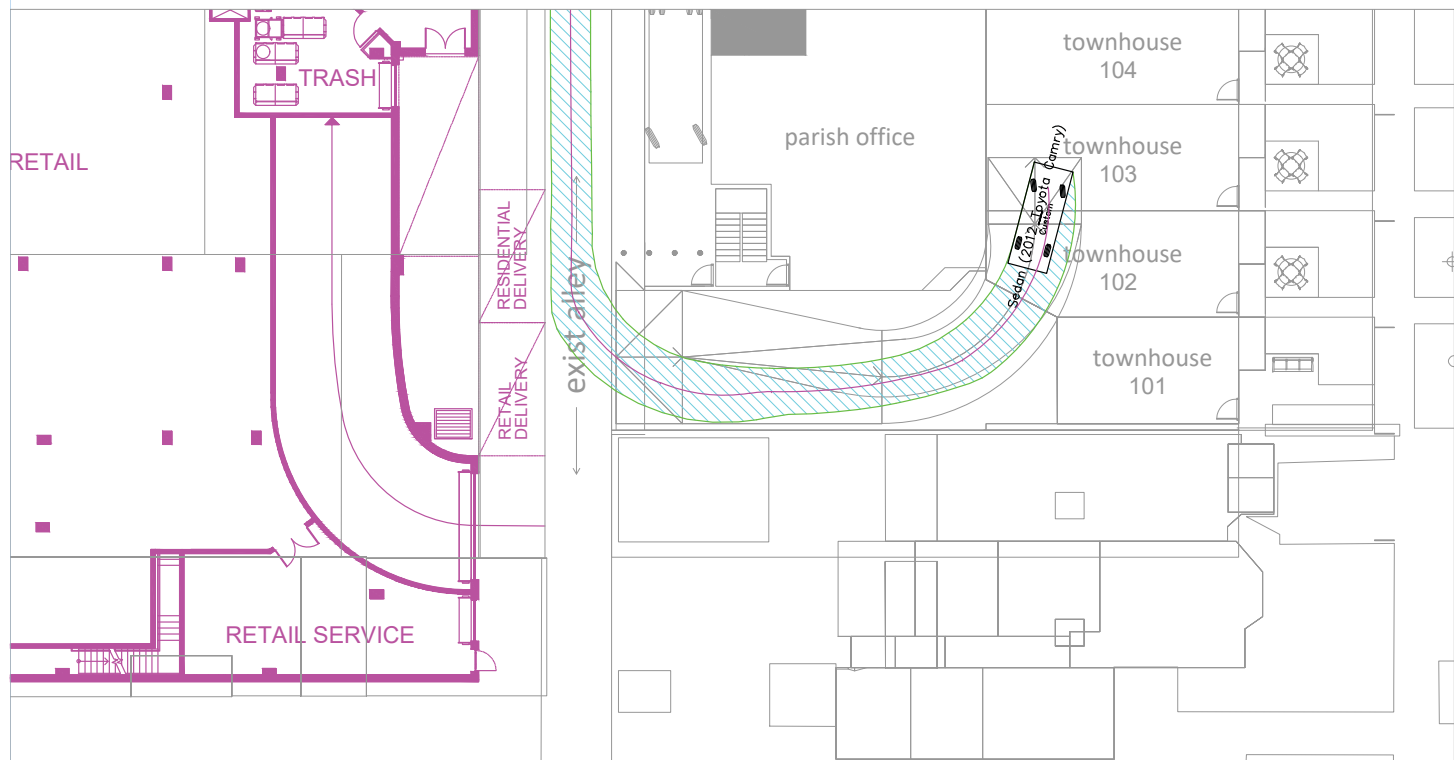 TRASH
RETAIL
RESIDENTIAL
DELIVERY
RETAIL
DELIVERY
RETAIL SERVICE
exist alley
parish office
townhouse
104
townhouse
103
townhouse
102
townhouse
101
Sedan (2012 Toyota Camry)
Custom